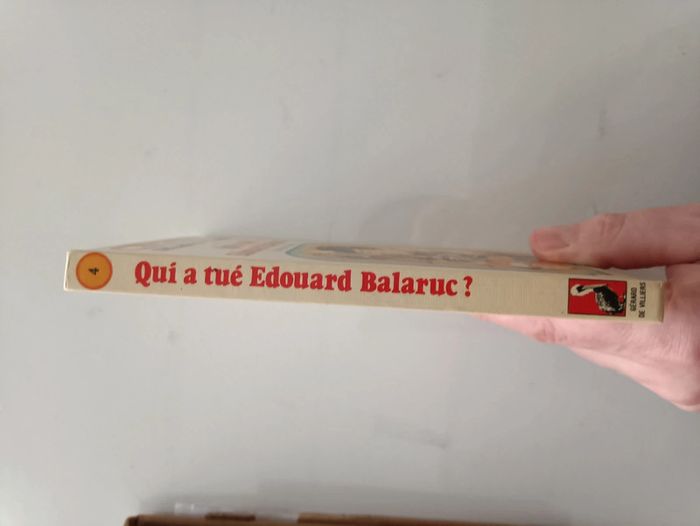 4
Qui a tué Edouard Balaruc ?
GÉRARD
DE VILLIERS